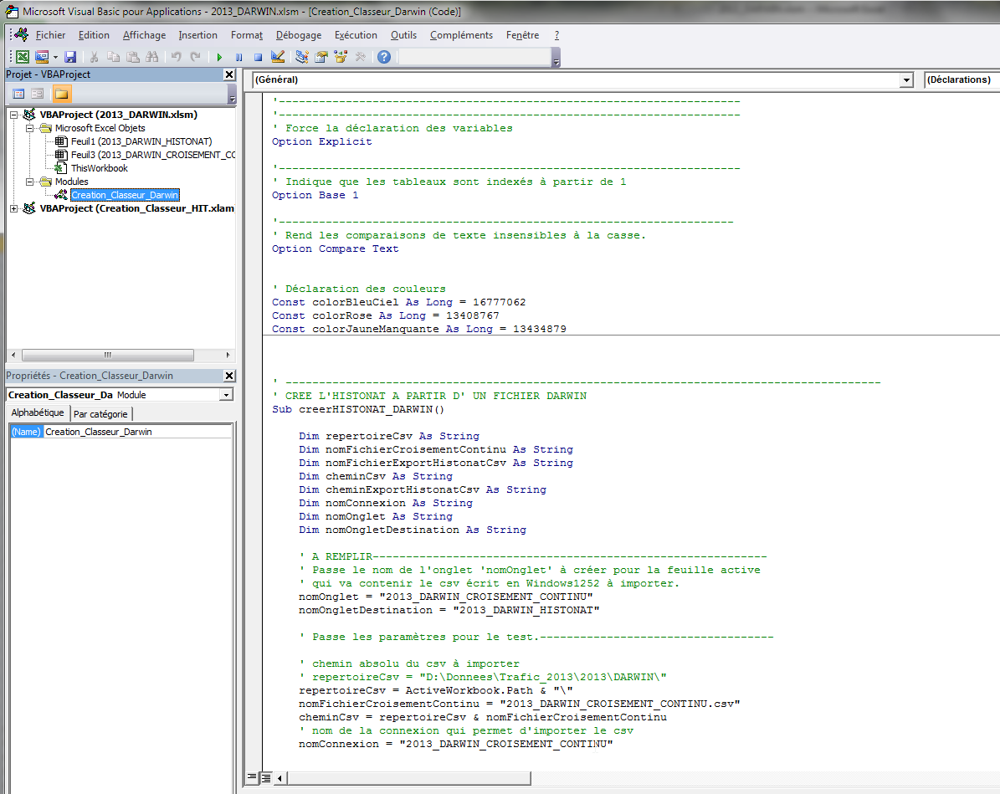 Microsoft Visual Basic pour Applications - 2013_DARWIN.xlsm - [Creation_Classeur_Darwin (Code)]
Fichier Edition Affichage Insertion Format Débogage Exécution Outils Compléments Fenêtre ?
Projet - VBAProject
VBAProject (2013_DARWIN.xlsm)
Microsoft Excel Objets
Feuil1 (2013_DARWIN_HISTONAT)
Feuil3 (2013_DARWIN_CROISEMENT_CO
ThisWorkbook
Modules
Creation_Classeur_Darwin
VBAProject (Creation_Classeur_HIT.xlam
Propriétés - Creation_Classeur_Darwin
Creation_Classeur_Da Module
Alphabétique Par catégorie
(Name) Creation_Classeur_Darwin
(Général) (Déclarations)
'---------------------------------------------------------------------
'---------------------------------------------------------------------
' Force la déclaration des variables
Option Explicit
'---------------------------------------------------------------------
' Indique que les tableaux sont indexés à partir de 1
Option Base 1
'--------------------------------------------------------------------
' Rend les comparaisons de texte insensibles à la casse.
Option Compare Text
' Déclaration des couleurs
Const colorBleuCiel As Long = 16777062
Const colorRose As Long = 13408767
Const colorJauneManquante As Long = 13434879
' -----------------------------------------------------------------------------------------
' CREE L'HISTONAT A PARTIR D' UN FICHIER DARWIN
Sub creerHISTONAT_DARWIN()
Dim repertoireCsv As String
Dim nomFichierCroisementContinu As String
Dim nomFichierExportHistonatCsv As String
Dim cheminCsv As String
Dim cheminExportHistonatCsv As String
Dim nomConnexion As String
Dim nomOnglet As String
Dim nomOngletDestination As String
' A REMPLIR-----------------------------------------------------------
' Passe le nom de l'onglet 'nomOnglet' à créer pour la feuille active
' qui va contenir le csv écrit en Windows1252 à importer.
nomOnglet = "2013_DARWIN_CROISEMENT_CONTINU"
nomOngletDestination = "2013_DARWIN_HISTONAT"
' Passe les paramètres pour le test.-----------------------------------
' chemin absolu du csv à importer
' repertoireCsv = "D:\Donnees\Trafic_2013\2013\DARWIN\"
repertoireCsv = ActiveWorkbook.Path & "\"
nomFichierCroisementContinu = "2013_DARWIN_CROISEMENT_CONTINU.csv"
cheminCsv = repertoireCsv & nomFichierCroisementContinu
' nom de la connexion qui permet d'importer le csv
nomConnexion = "2013_DARWIN_CROISEMENT_CONTINU"